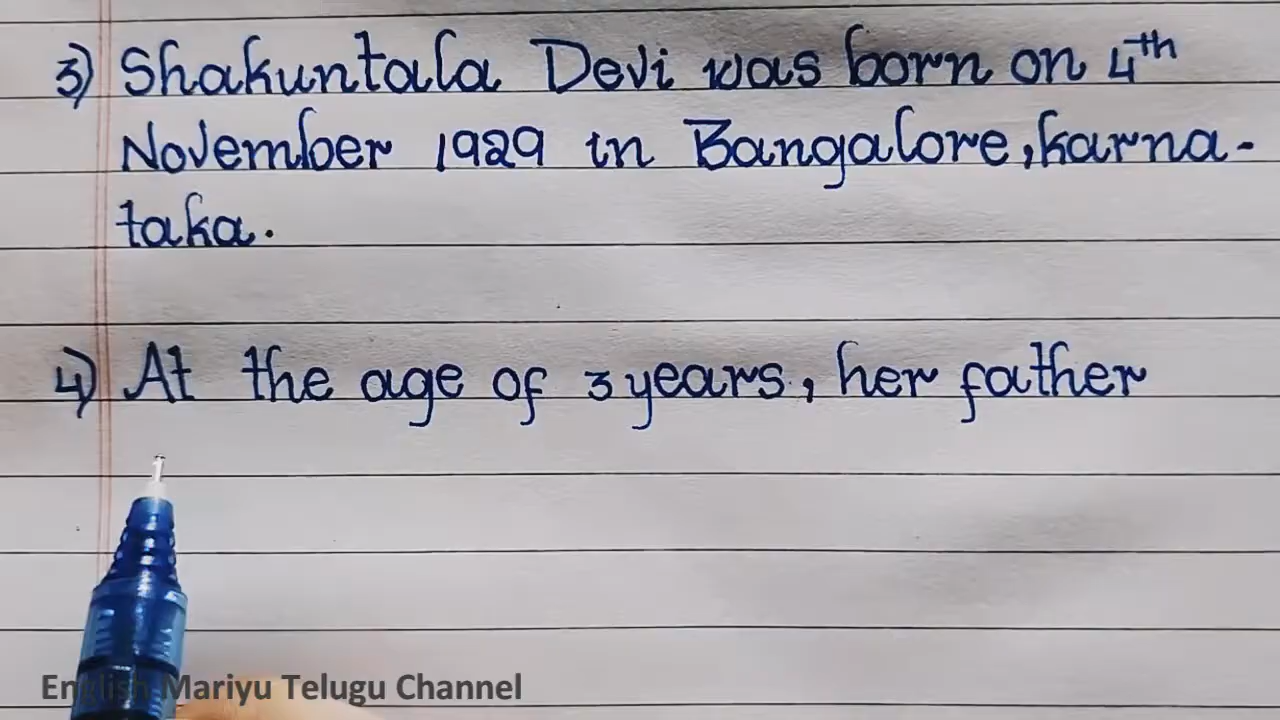 3) Shakuntala Devi was born on 4th
November 1929 in Bangalore, karna-
taka.
4) At the age of 3 years, her father
English Mariyu Telugu Channel